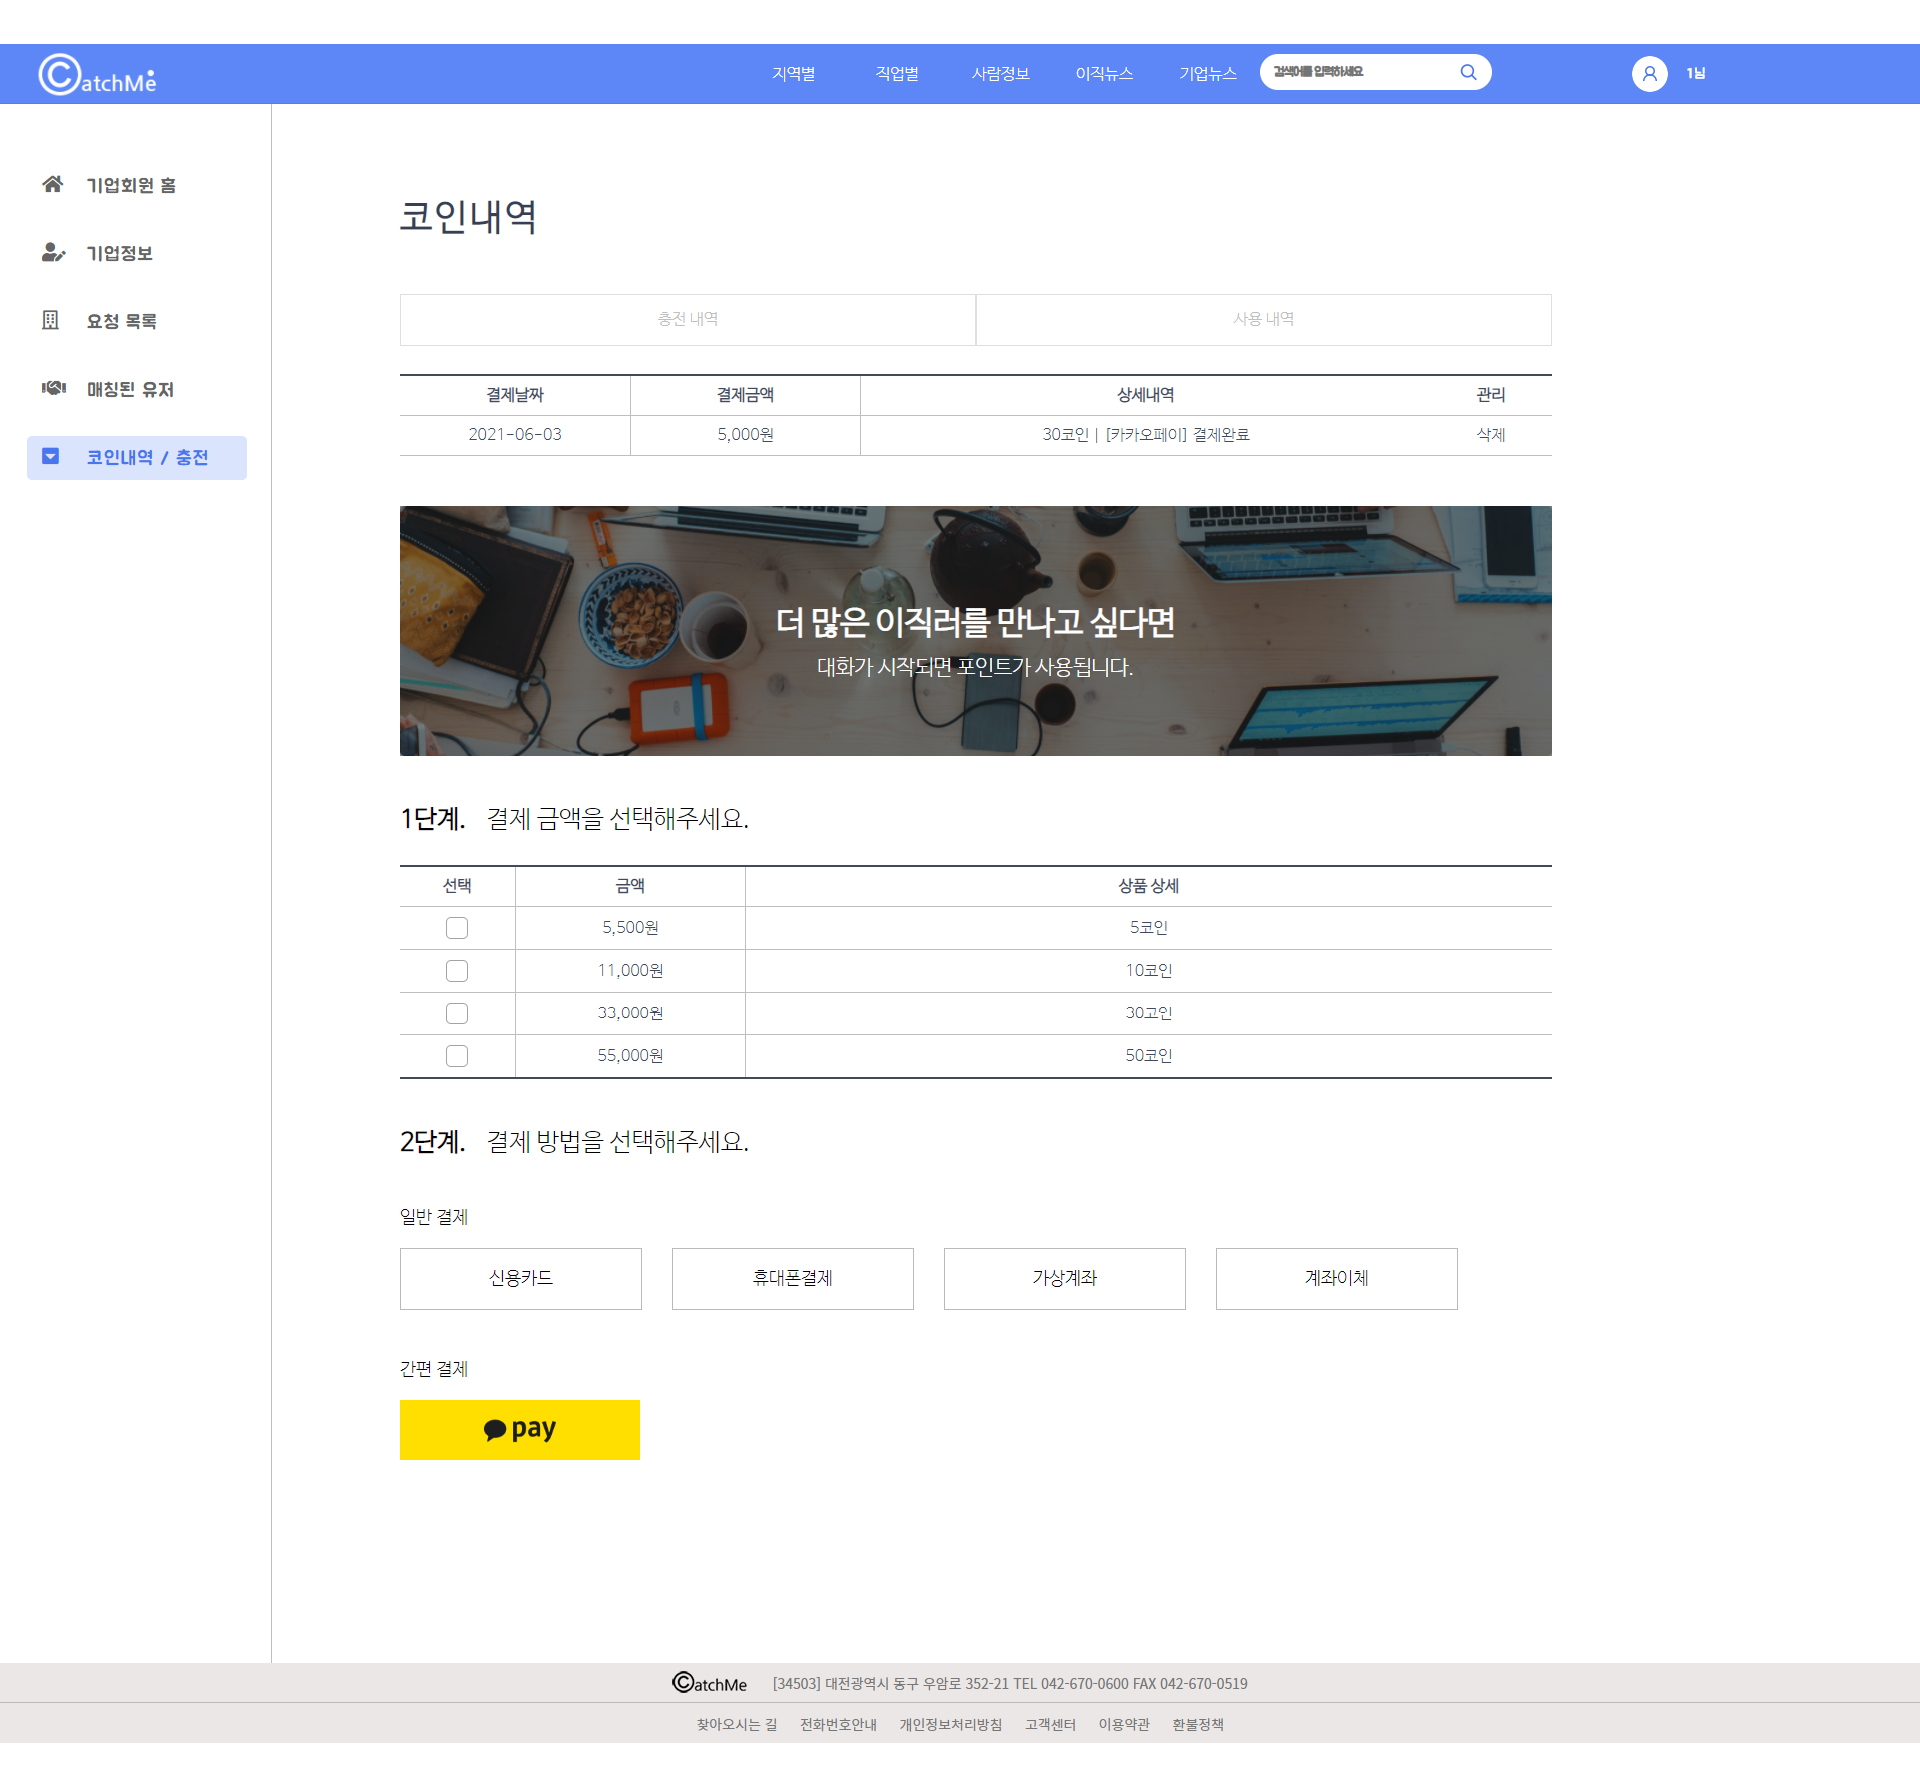 CatchMe 지역별 직업별 사람정보 이직뉴스 기업뉴스 검색어를 입력하세요 1님
기업회원 홈
기업정보
요청 목록
매칭된 유저
코인내역 / 충전
코인내역
충전 내역 사용 내역
결제날짜 결제금액 상세내역 관리
2021-06-03 5,000원 30코인 | [카카오페이] 결제완료 삭제
더 많은 이직러를 만나고 싶다면
대화가 시작되면 포인트가 사용됩니다.
1단계. 결제 금액을 선택해주세요.
선택 금액 상품 상세
5,500원 5코인
11,000원 10코인
33,000원 30고인
55,000원 50코인
2단계. 결제 방법을 선택해주세요.
일반 결제
신용카드 휴대폰결제 가상계좌 계좌이체
간편 결제
pay
CatchMe [34503] 대전광역시 동구 우암로 352-21 TEL 042-670-0600 FAX 042-670-0519
찾아오시는 길 전화번호안내 개인정보처리방침 고객센터 이용약관 환불정책